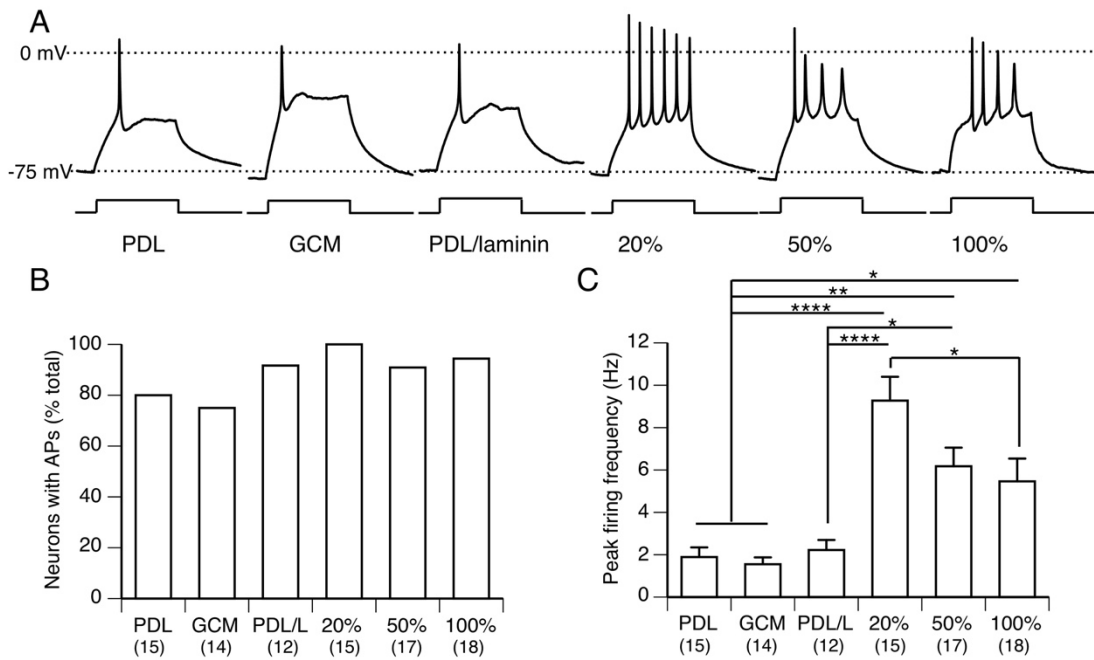 A
0 mV
-75 mV
PDL GCM PDL/laminin 20% 50% 100%
B
Neurons with APs (% total)
100
80
60
40
20
0
PDL GCM PDL/L 20% 50% 100%
(15) (14) (12) (15) (17) (18)
C
*
**
****
*
****
*
Peak firing frequency (Hz)
12
10
8
6
4
2
0
PDL GCM PDL/L 20% 50% 100%
(15) (14) (12) (15) (17) (18)